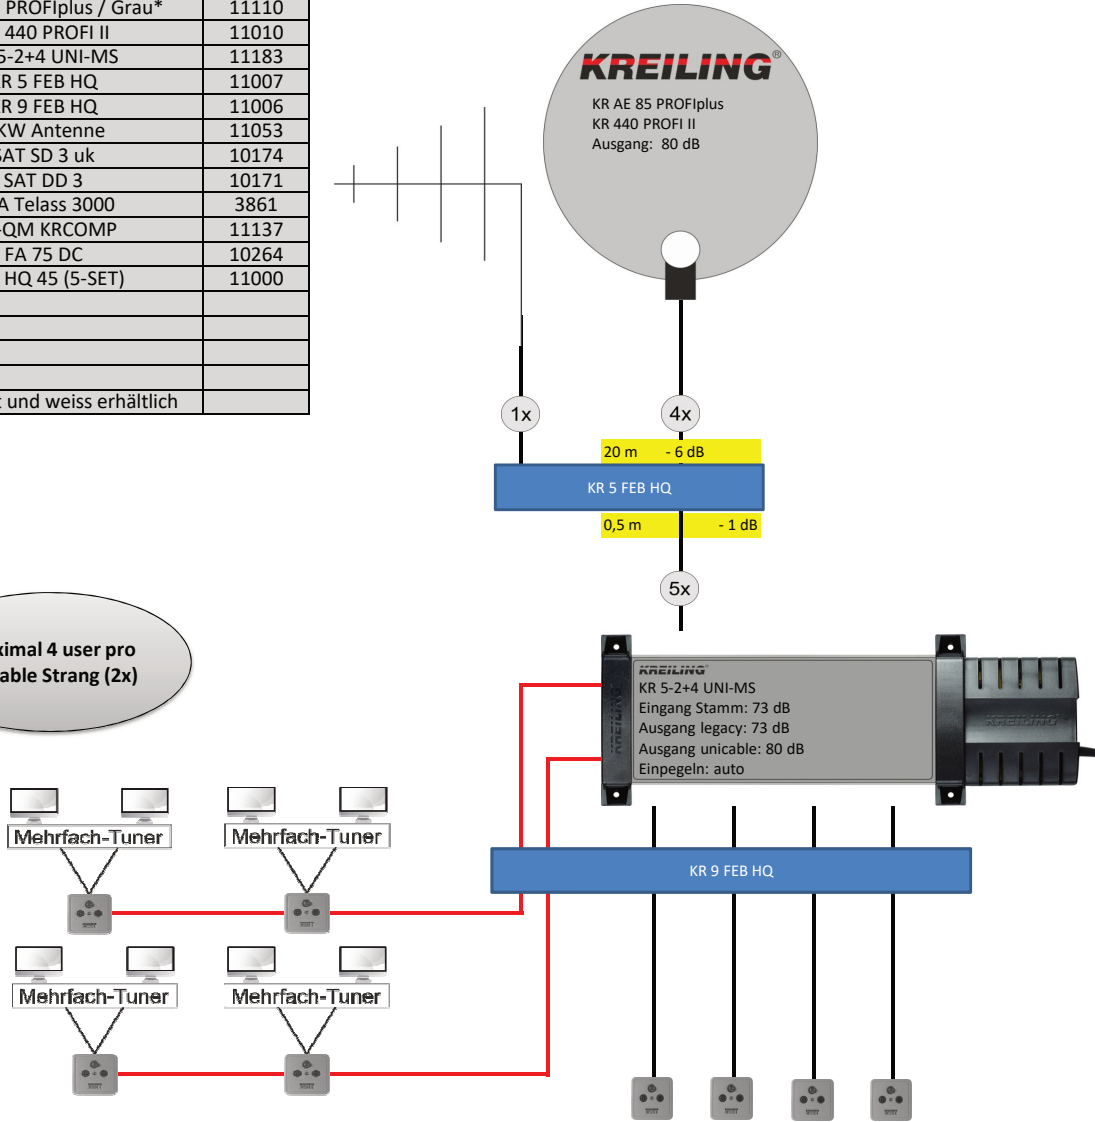 PROFIplus / Grau* 11110
440 PROFI II 11010
5-2+4 UNI-MS 11183
KR 5 FEB HQ 11007
KR 9 FEB HQ 11006
KW Antenne 11053
SAT SD 3 uk 10174
SAT DD 3 10171
A Telass 3000 3861
-QM KRCOMP 11137
FA 75 DC 10264
HQ 45 (5-SET) 11000
t und weiss erhältlich
KREILING®
KR AE 85 PROFIplus
KR 440 PROFI II
Ausgang: 80 dB
1x
4x
20 m - 6 dB
KR 5 FEB HQ
0,5 m - 1 dB
5x
ximal 4 user pro
able Strang (2x)
KREILING
KREILING®
KR 5-2+4 UNI-MS
Eingang Stamm: 73 dB
Ausgang legacy: 73 dB
Ausgang unicable: 80 dB
Einpegeln: auto
KREILING
Mehrfach-Tuner
Mehrfach-Tuner
KR 9 FEB HQ
Mehrfach-Tuner
Mehrfach-Tuner